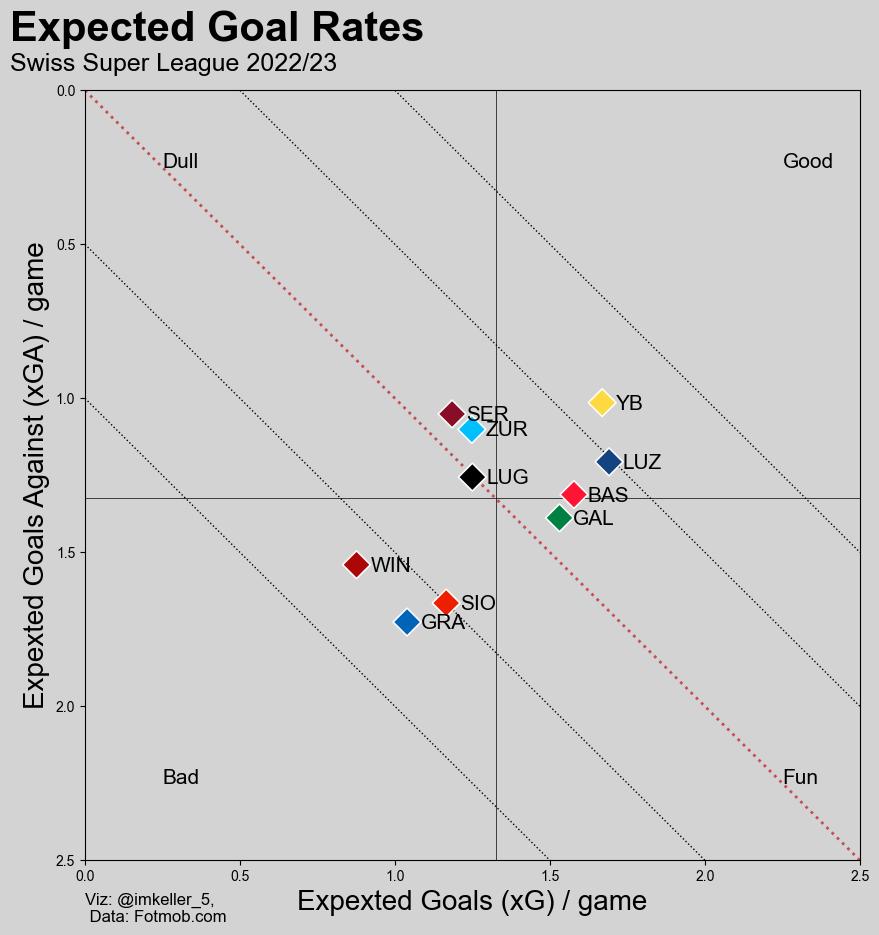 Expected Goal Rates
Swiss Super League 2022/23
0.0
Dull
Good
0.5
1.0
YB
SER
ZUR
LUZ
LUG
BAS
GAL
1.5
WIN
SIO
GRA
2.0
Bad
Fun
2.5
Expexted Goals Against (xGA) / game
0.0
0.5
1.0
1.5
2.0
2.5
Expexted Goals (xG) / game
Viz: @imkeller_5,
Data: Fotmob.com